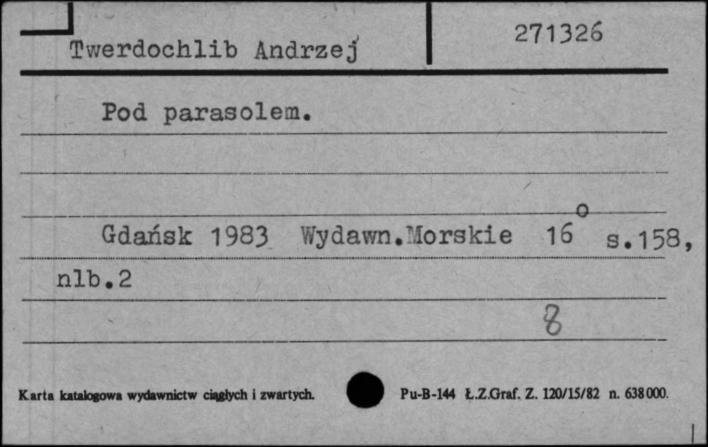 Twerdochlib Andrzej 271326
Pod parasolem.
Gdańsk 1983 Wydawn.Morskie 16° s.158,
nlb.2
8
Karta katalogowa wydawnictw ciągłych i zwartych. Pu-B-144 Ł.Z.Graf. Z. 120/15/82 n. 638000.